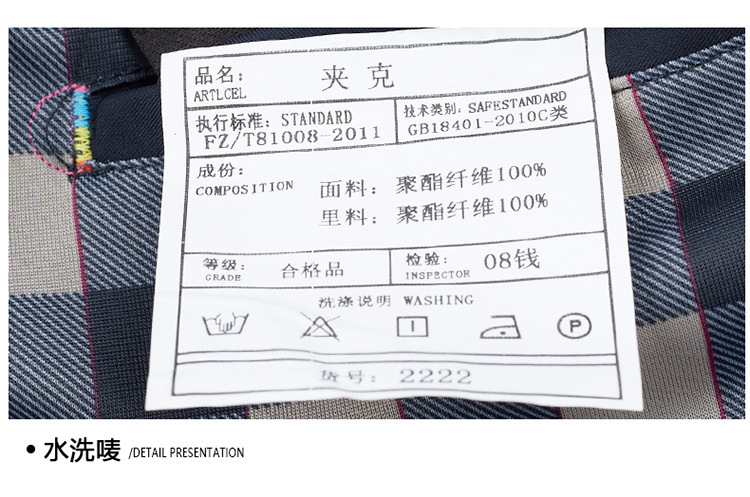 品名： 夹克
ARTLCEL
执行标准：STANDARD
FZ/T81008-2011
技术类别：SAFESTANDARD
GB18401-2010C类
成份：
COMPOSITION
面料：聚酯纤维100%
里料：聚酯纤维100%
等级：
GRADE
合格品
检验：
INSPECTOR
08钱
洗涤说明 WASHING
P
货号：2222
• 水洗唛 /DETAIL PRESENTATION